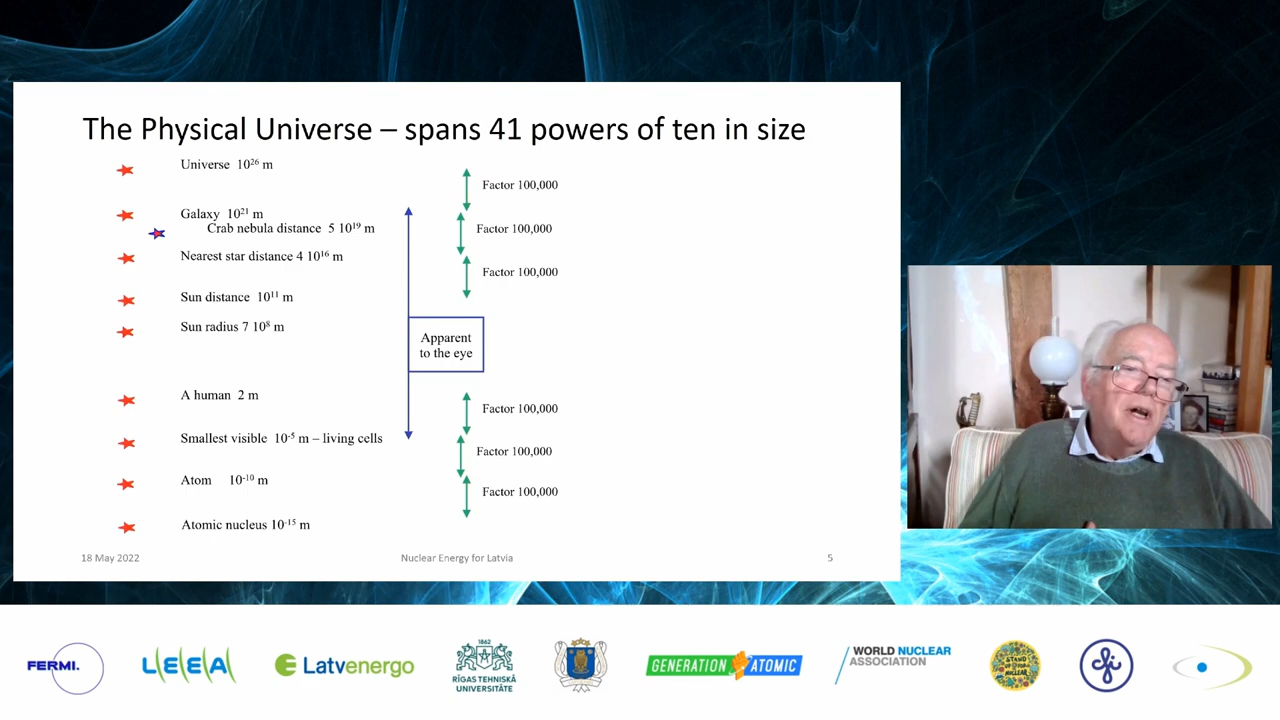 The Physical Universe – spans 41 powers of ten in size
Universe 10²⁶ m
Factor 100,000
Galaxy 10²¹ m
Crab nebula distance 5 10¹⁹ m
Factor 100,000
Nearest star distance 4 10¹⁶ m
Factor 100,000
Sun distance 10¹¹ m
Sun radius 7 10⁸ m
Apparent
to the eye
A human 2 m
Factor 100,000
Smallest visible 10⁻⁵ m – living cells
Factor 100,000
Atom 10⁻¹⁰ m
Factor 100,000
Atomic nucleus 10⁻¹⁵ m
18 May 2022
Nuclear Energy for Latvia
5
FERMI.
LEEA
Latvenergo
1862
RĪGAS TEHNISKĀ
UNIVERSITĀTE
GENERATION ATOMIC
WORLD NUCLEAR
ASSOCIATION
STAND
UP FOR
NUCLEAR